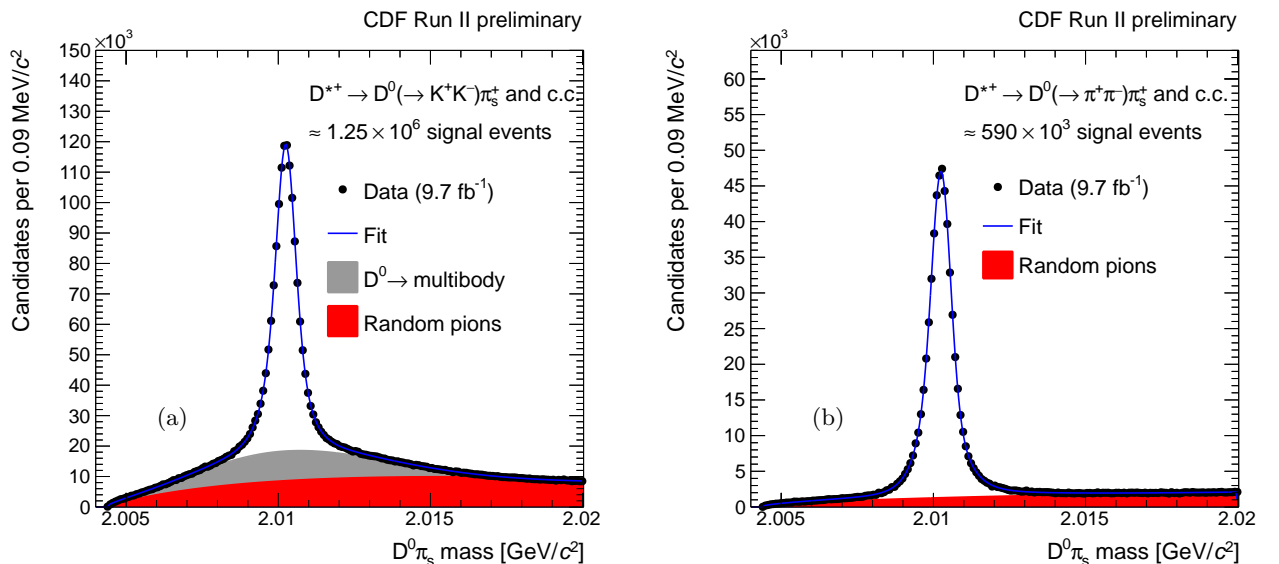 CDF Run II preliminary
×10³
Candidates per 0.09 MeV/c²
150
140
130
120
110
100
90
80
70
60
50
40
30
20
10
0
D*⁺ → D⁰(→ K⁺K⁻)πₛ⁺ and c.c.
≈ 1.25 × 10⁶ signal events
Data (9.7 fb⁻¹)
Fit
D⁰→ multibody
Random pions
(a)
2.005 2.01 2.015 2.02
D⁰πₛ mass [GeV/c²]
CDF Run II preliminary
×10³
Candidates per 0.09 MeV/c²
60
55
50
45
40
35
30
25
20
15
10
5
0
D*⁺ → D⁰(→ π⁺π⁻)πₛ⁺ and c.c.
≈ 590 × 10³ signal events
Data (9.7 fb⁻¹)
Fit
Random pions
(b)
2.005 2.01 2.015 2.02
D⁰πₛ mass [GeV/c²]